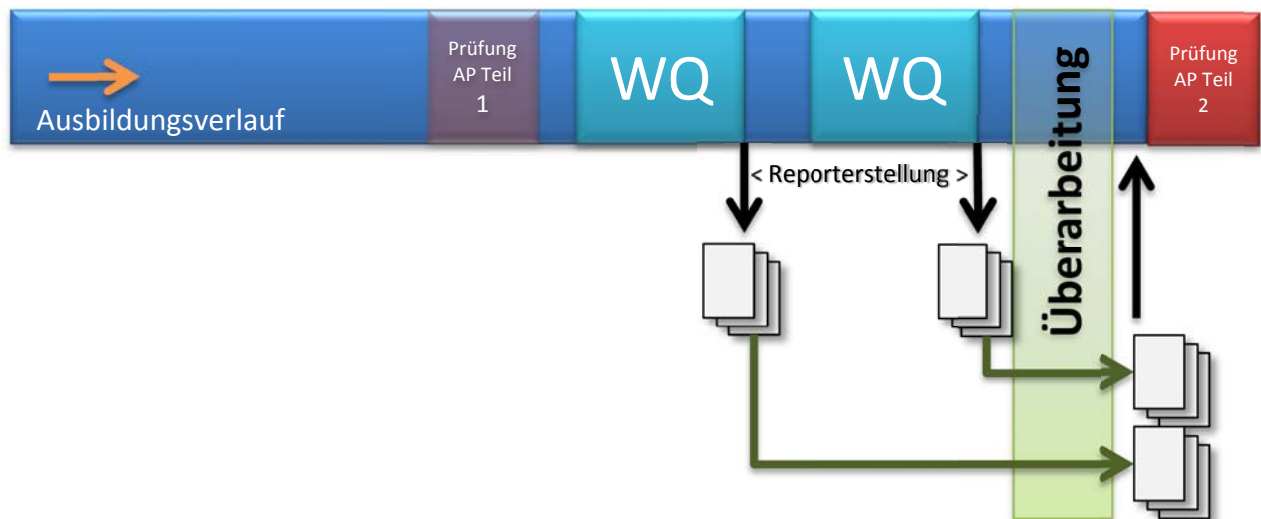 Ausbildungsverlauf
Prüfung
AP Teil
1
WQ
WQ
Überarbeitung
Prüfung
AP Teil
2
< Reporterstellung >